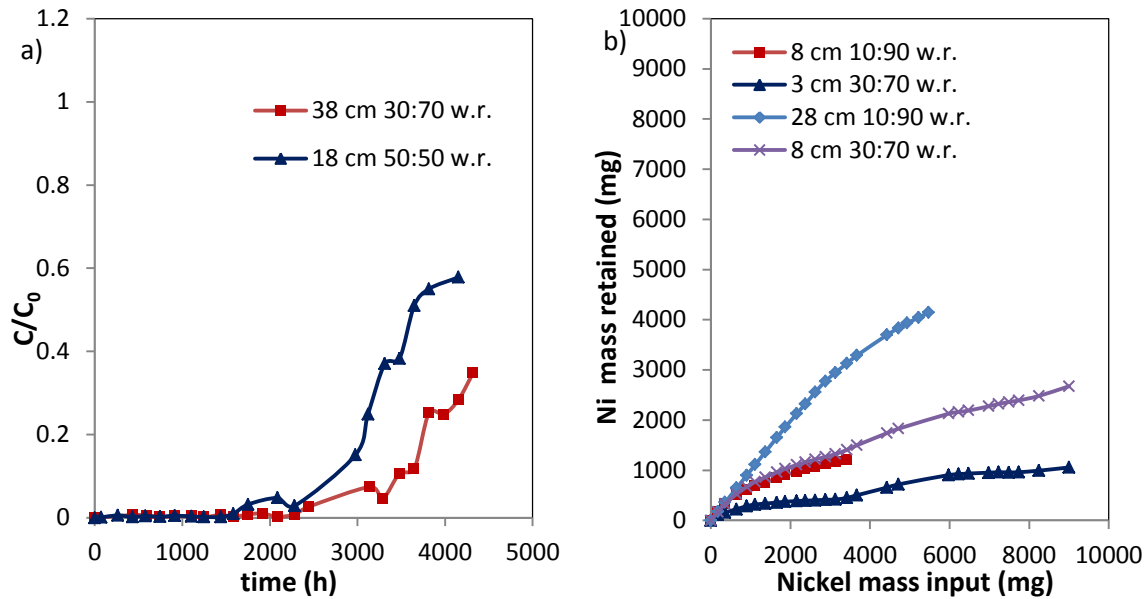 a)
1.2
1
0.8
0.6
0.4
0.2
0
C/C0
38 cm 30:70 w.r.
18 cm 50:50 w.r.
0 1000 2000 3000 4000 5000
time (h)
b)
10000
9000
8000
7000
6000
5000
4000
3000
2000
1000
0
Ni mass retained (mg)
8 cm 10:90 w.r.
3 cm 30:70 w.r.
28 cm 10:90 w.r.
8 cm 30:70 w.r.
0 2000 4000 6000 8000 10000
Nickel mass input (mg)